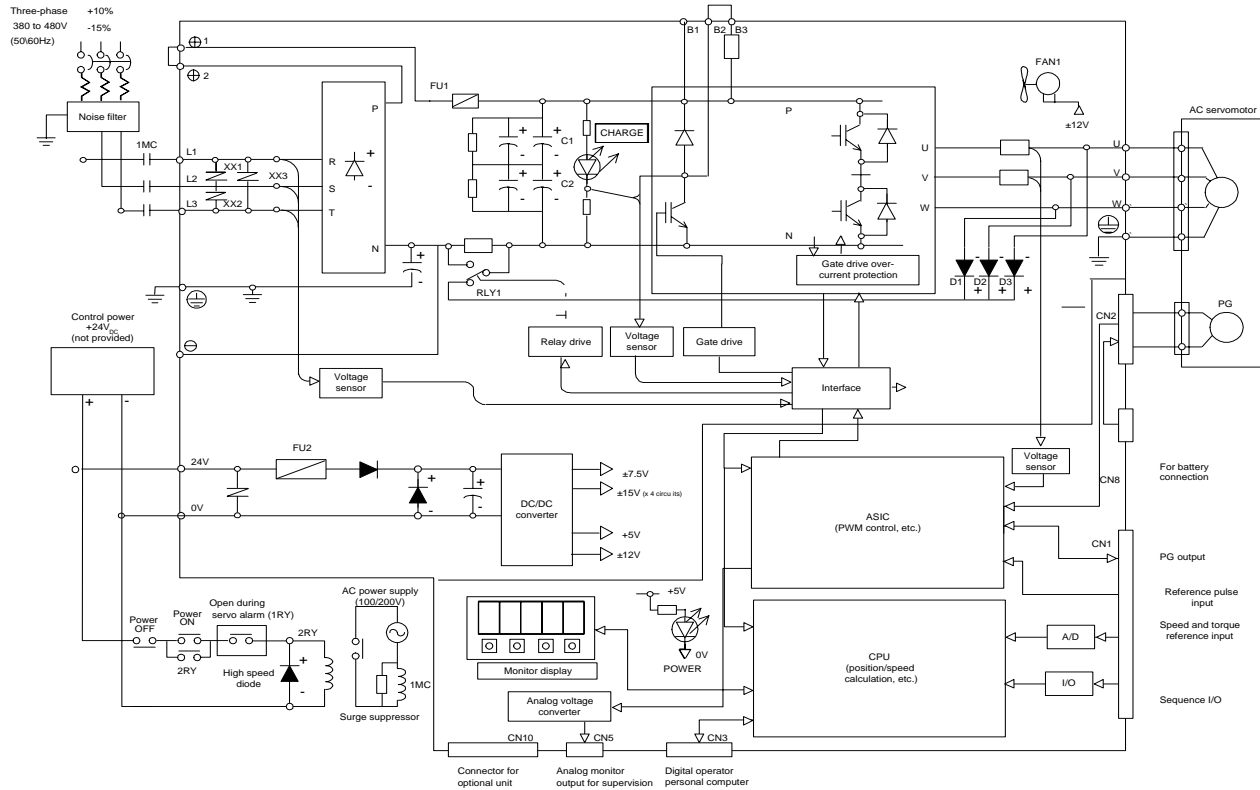 Three-phase +10%
380 to 480V -15%
(50\60Hz)
⊕ 1
⊕ 2
B1 B2 B3
FU1
FAN1
±12V
AC servomotor
Noise filter
1MC
L1
L2
L3
XX1
XX2
XX3
P
R
S
T
N
+
-
+ +
C1
- -
+ +
C2
- -
CHARGE
P
N
U
V
W
U
V
W
Gate drive over-
current protection
D1 D2 D3
- - -
+ + +
+
-
RLY1
⊖
Control power
+24VDC
(not provided)
+ -
Relay drive
Voltage
sensor
Gate drive
Voltage
sensor
Interface
CN2
PG
24V
0V
FU2
+
-
+
-
DC/DC
converter
±7.5V
±15V (x 4 circu its)
+5V
±12V
ASIC
(PWM control, etc.)
Voltage
sensor
CN8
For battery
connection
CN1
PG output
Reference pulse
input
Speed and torque
reference input
Sequence I/O
A/D
I/O
CPU
(position/speed
calculation, etc.)
Power
OFF
Power
ON
Open during
servo alarm (1RY)
2RY
2RY
High speed
diode
+
-
AC power supply
(100/200V)
1MC
Surge suppressor
Monitor display
+5V
0V
POWER
Analog voltage
converter
CN10
CN5
CN3
Connector for
optional unit
Analog monitor
output for supervision
Digital operator
personal computer